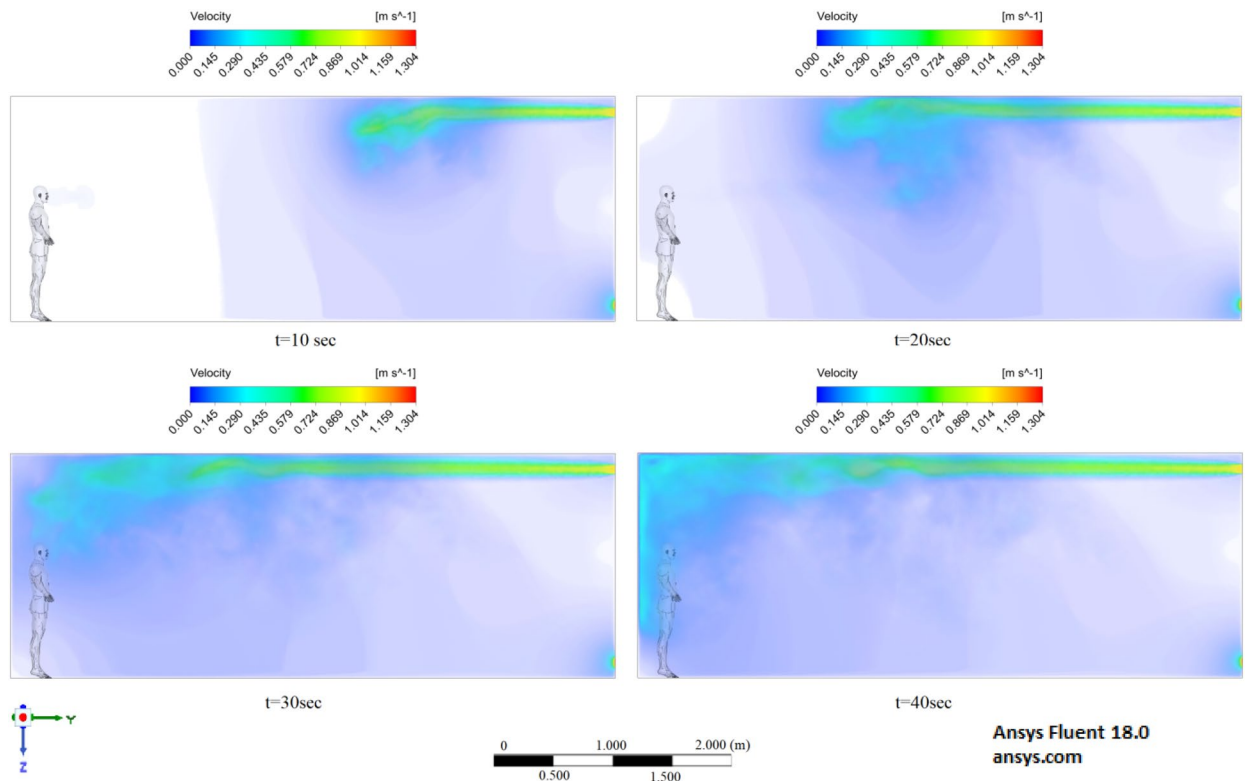 Velocity [m s^-1]
0.000 0.145 0.290 0.435 0.579 0.724 0.869 1.014 1.159 1.304
Velocity [m s^-1]
0.000 0.145 0.290 0.435 0.579 0.724 0.869 1.014 1.159 1.304
t=10 sec
t=20sec
Velocity [m s^-1]
0.000 0.145 0.290 0.435 0.579 0.724 0.869 1.014 1.159 1.304
Velocity [m s^-1]
0.000 0.145 0.290 0.435 0.579 0.724 0.869 1.014 1.159 1.304
t=30sec
t=40sec
Y
Z
0 1.000 2.000 (m)
0.500 1.500
Ansys Fluent 18.0
ansys.com